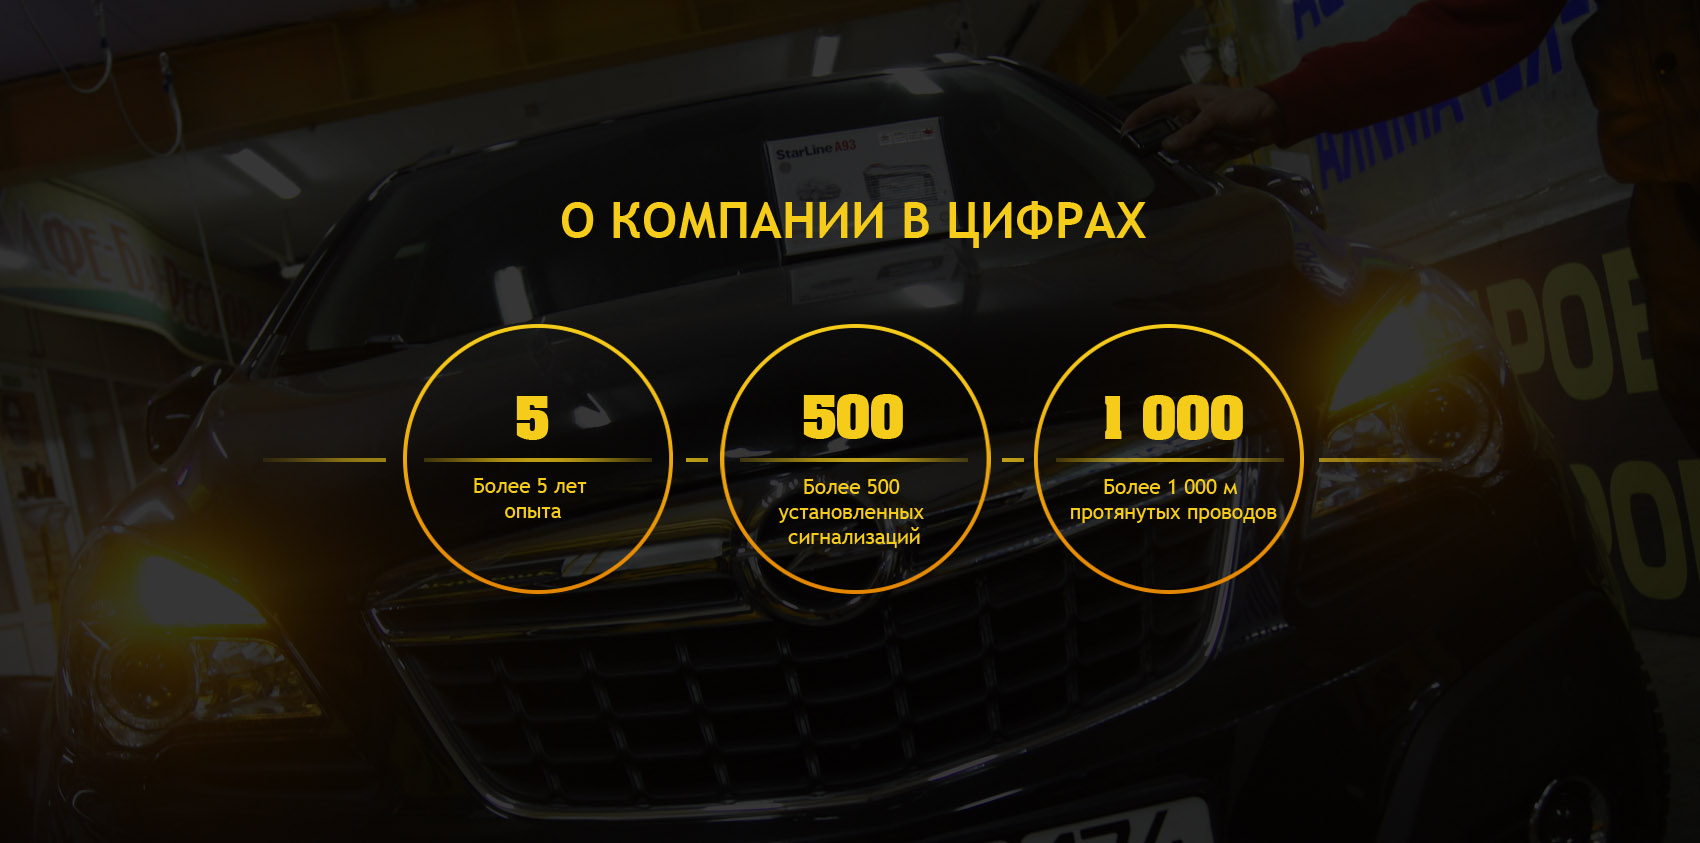 StarLine A93
О КОМПАНИИ В ЦИФРАХ
5
Более 5 лет
опыта
500
Более 500
установленных
сигнализаций
1 000
Более 1 000 м
протянутых проводов